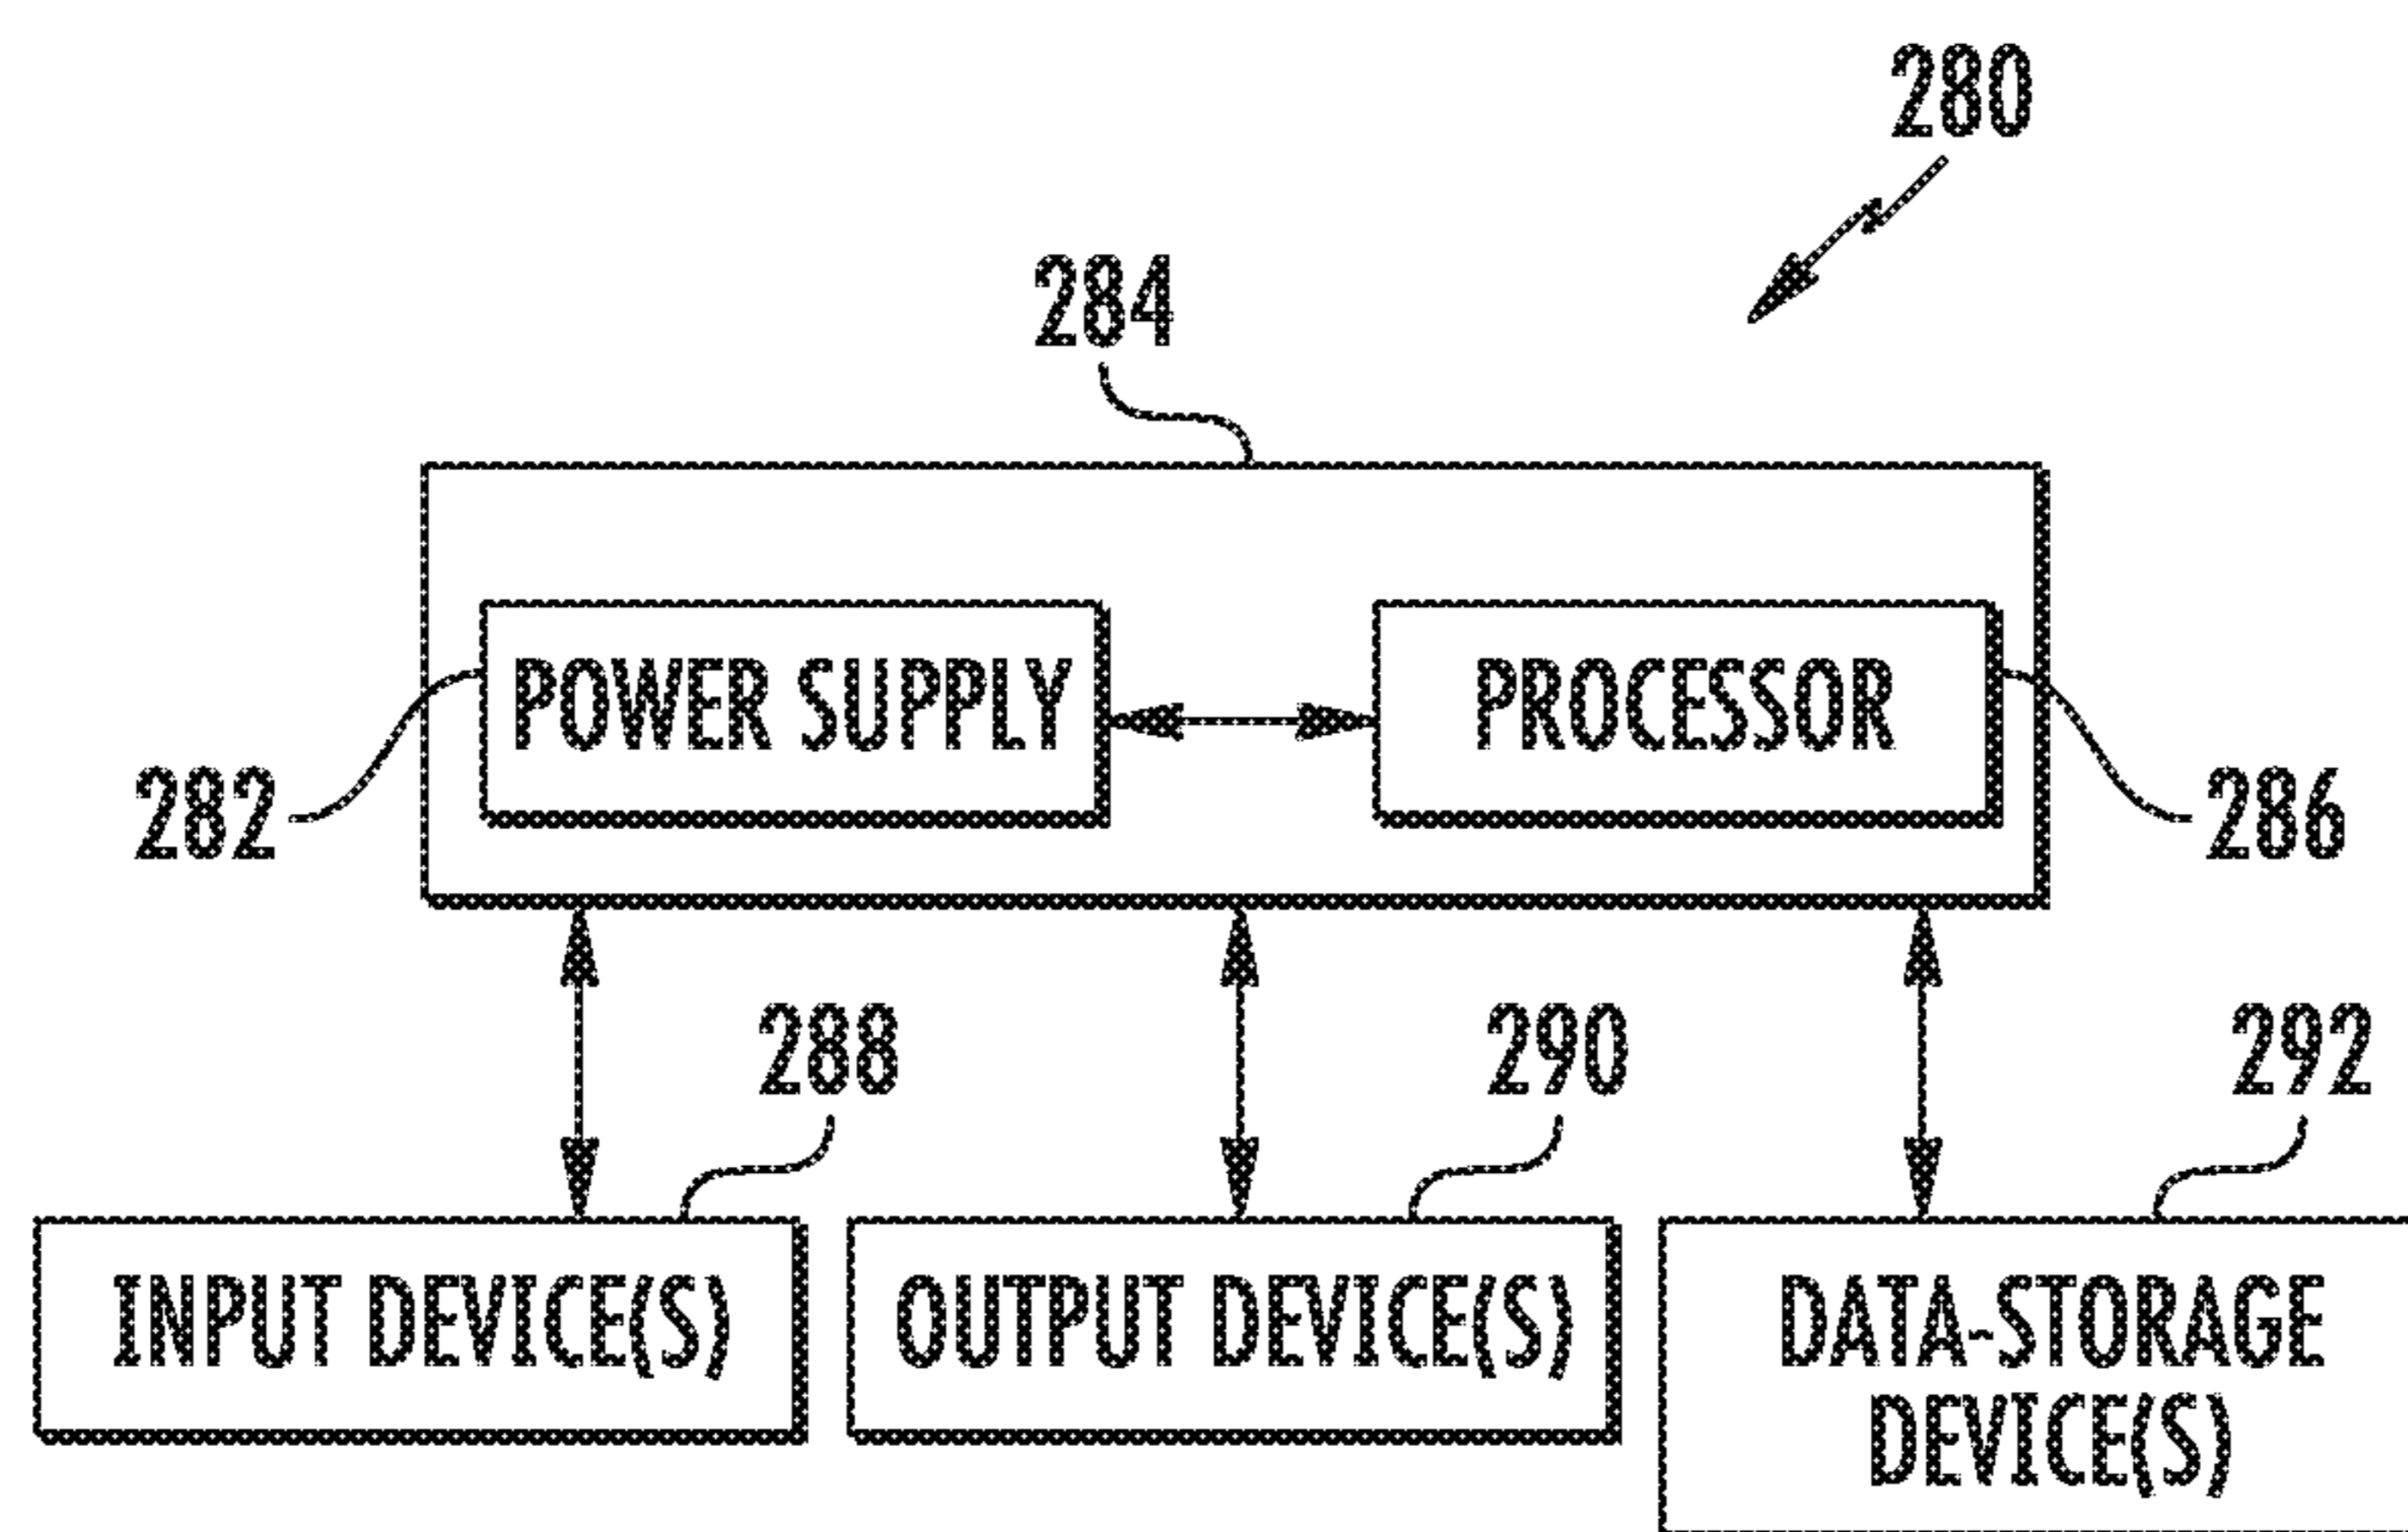 280
284
POWER SUPPLY
PROCESSOR
282
286
288
290
292
INPUT DEVICE(S)
OUTPUT DEVICE(S)
DATA-STORAGE
DEVICE(S)